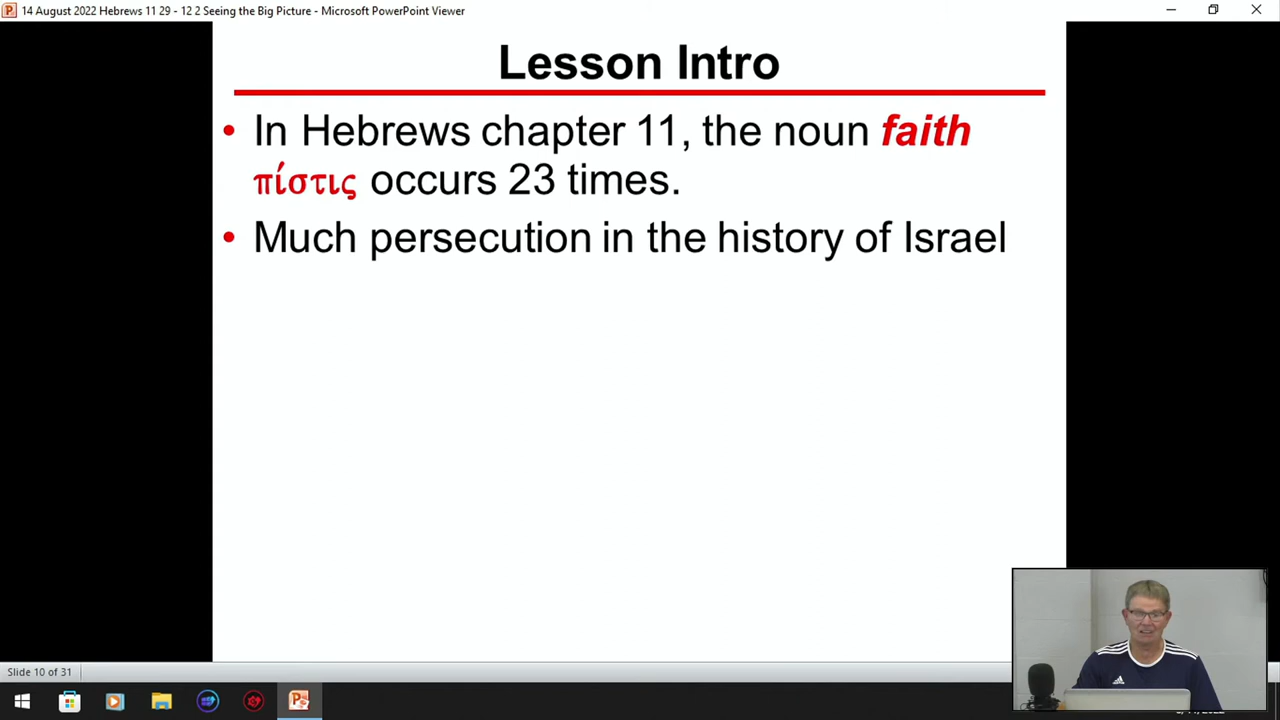 14 August 2022 Hebrews 11 29 - 12 2 Seeing the Big Picture - Microsoft PowerPoint Viewer
Lesson Intro
• In Hebrews chapter 11, the noun faith
πίστις occurs 23 times.
• Much persecution in the history of Israel
Slide 10 of 31